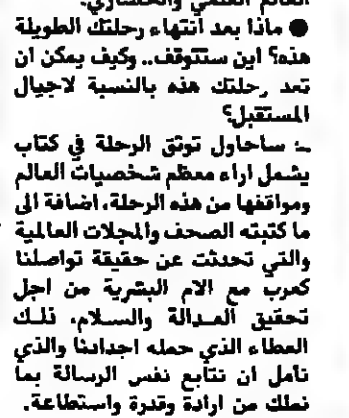 العالم العلمي والحضاري.
● ماذا بعد انتهاء رحلتك الطويلة
هذه؟ اين ستتوقف.. وكيف يمكن ان
تعد رحلتك هذه بالنسبة لاجيال
المستقبل؟
ـ: ساحاول توثق الرحلة في كتاب
يشمل اراء معظم شخصيات العالم
ومواقفها من هذه الرحلة، اضافة الى
ما كتبته الصحف والمجلات العالمية
والتي تحدثت عن حقيقة تواصلنا
كعرب مع الام البشرية من اجل
تحقيق العدالة والسلام، ذلك
العطاء الذي حمله اجدادنا والذي
نامل ان نتابع نفس الرسالة بما
نملك من ارادة وقدرة واستطاعة.